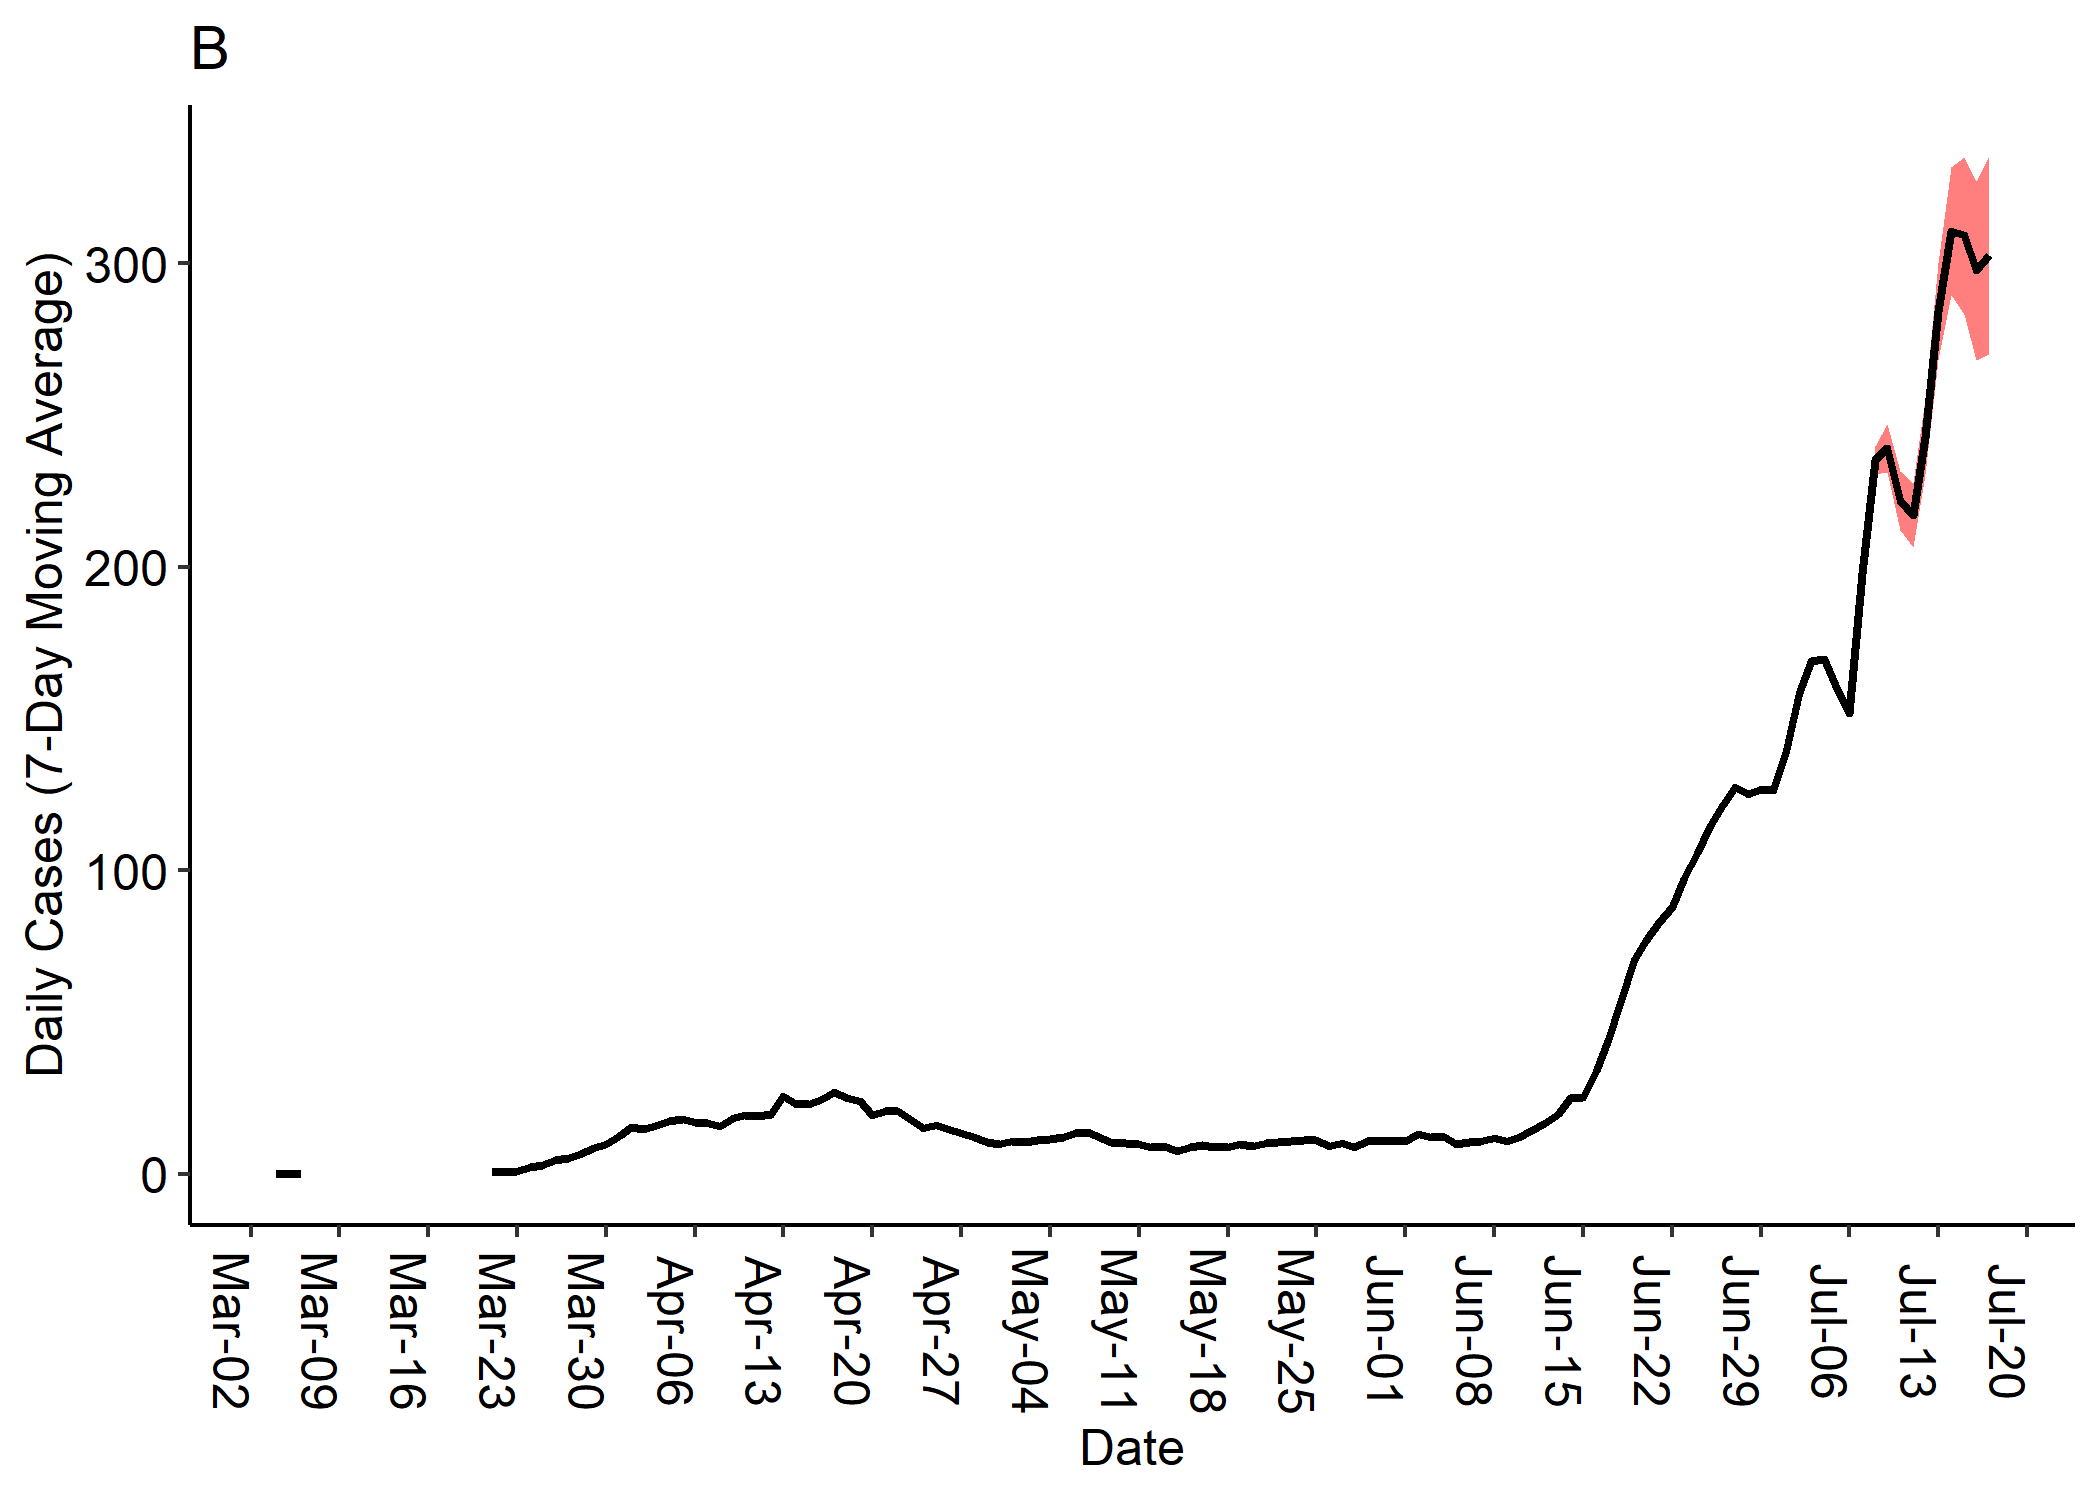 B
Daily Cases (7-Day Moving Average)
300
200
100
0
Mar-02
Mar-09
Mar-16
Mar-23
Mar-30
Apr-06
Apr-13
Apr-20
Apr-27
May-04
May-11
May-18
May-25
Jun-01
Jun-08
Jun-15
Jun-22
Jun-29
Jul-06
Jul-13
Jul-20
Date